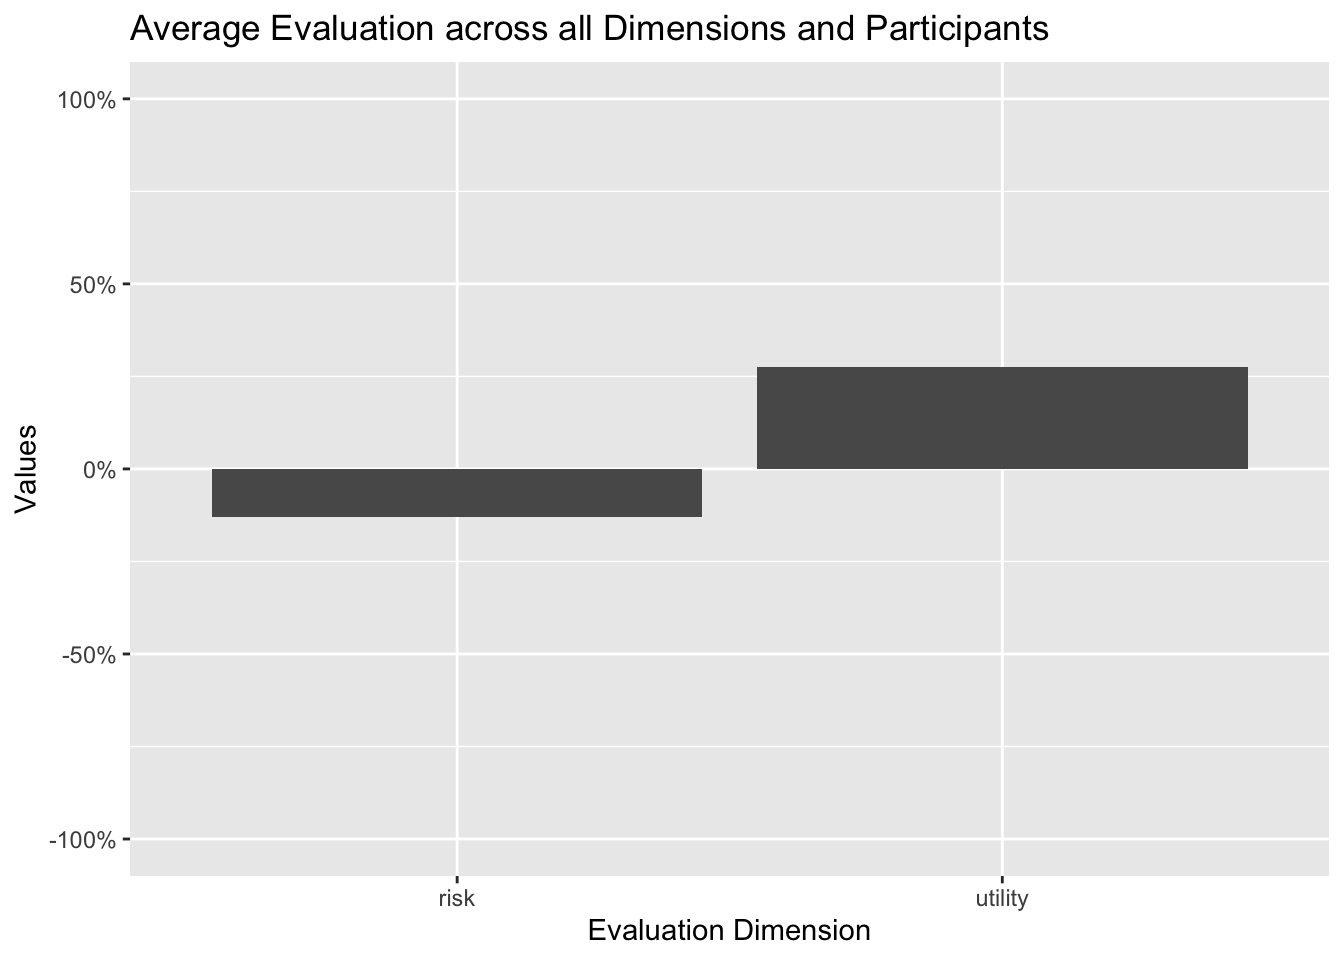 Average Evaluation across all Dimensions and Participants
100%
50%
0%
-50%
-100%
Values
risk
utility
Evaluation Dimension